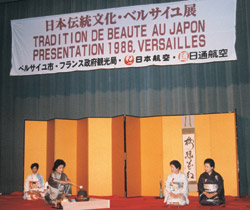 日本伝統文化・ベルサイユ展
TRADITION DE BEAUTE AU JAPON
PRESENTATION 1986, VERSAILLES
ベルサイユ市・フランス政府観光局・日本航空・日通航空